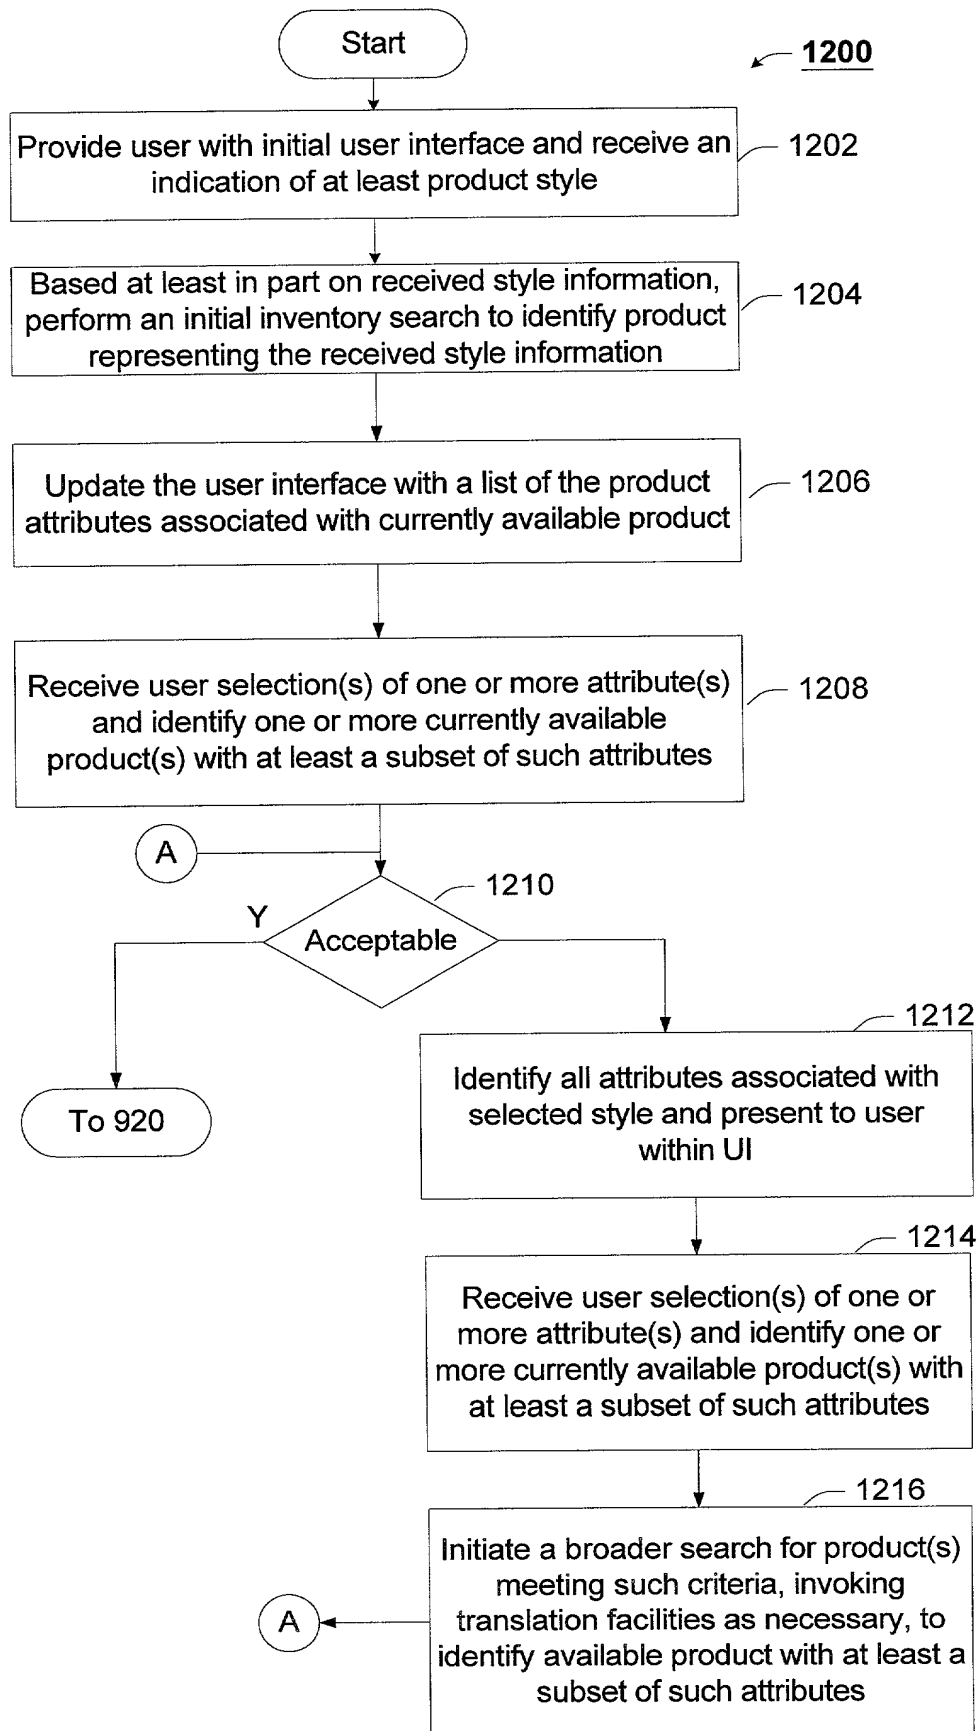 Start
1200
Provide user with initial user interface and receive an
indication of at least product style
1202
Based at least in part on received style information,
perform an initial inventory search to identify product
representing the received style information
1204
Update the user interface with a list of the product
attributes associated with currently available product
1206
Receive user selection(s) of one or more attribute(s)
and identify one or more currently available
product(s) with at least a subset of such attributes
1208
A
1210
Y
Acceptable
To 920
1212
Identify all attributes associated with
selected style and present to user
within UI
1214
Receive user selection(s) of one or
more attribute(s) and identify one or
more currently available product(s) with
at least a subset of such attributes
1216
Initiate a broader search for product(s)
meeting such criteria, invoking
translation facilities as necessary, to
identify available product with at least a
subset of such attributes
A